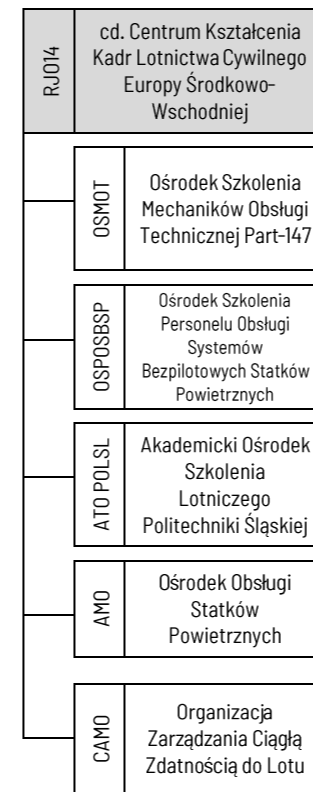 RJO14
cd. Centrum Kształcenia
Kadr Lotnictwa Cywilnego
Europy Środkowo-
Wschodniej
OSMOT
Ośrodek Szkolenia
Mechaników Obsługi
Technicznej Part-147
OSPOSBSP
Ośrodek Szkolenia
Personelu Obsługi
Systemów
Bezpilotowych Statków
Powietrznych
ATO POLSL
Akademicki Ośrodek
Szkolenia
Lotniczego
Politechniki Śląskiej
AMO
Ośrodek Obsługi
Statków
Powietrznych
CAMO
Organizacja
Zarządzania Ciągłą
Zdatnością do Lotu